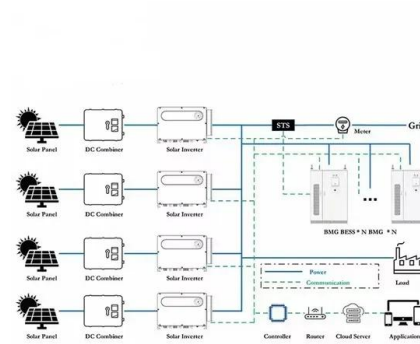 STS
Meter
Gri
Solar Panel
DC Combiner
Solar Inverter
Solar Panel
DC Combiner
Solar Inverter
BMG BESS * N BMG * N
Solar Panel
DC Combiner
Solar Inverter
Power
Communication
Load
Solar Panel
DC Combiner
Solar Inverter
Controller
Router
Cloud Server
Application